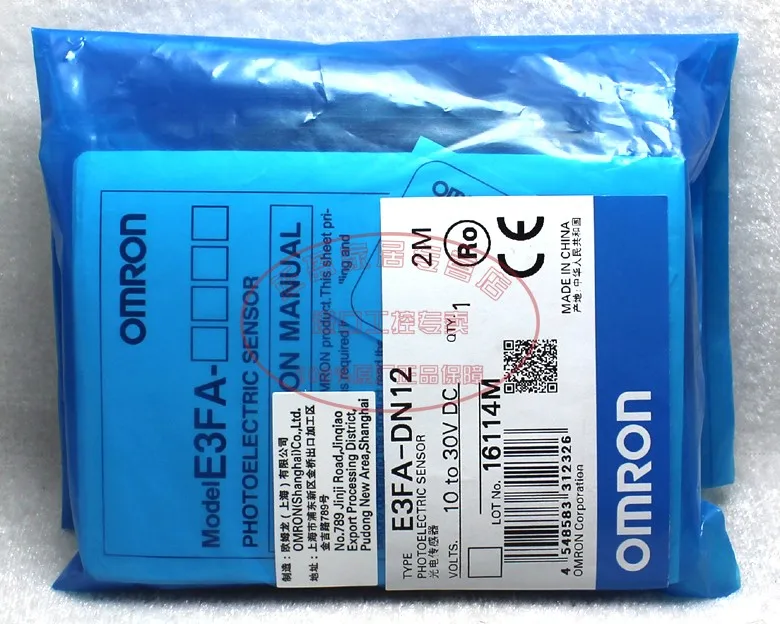 OMRON
Model E3FA-□□□□
PHOTOELECTRIC SENSOR
ON MANUAL
MRON product. This sheet pri-
ing and
s required
制造：欧姆龙（上海）有限公司
OMRON(Shanghai)Co.,Ltd.
地址：上海市浦东新区金桥出口加工区
金吉路789号
No.789 Jinji Road,Jinqiao
Export Processing District,
Pudong New Area,Shanghai
TYPE E3FA-DN12 2M
PHOTOELECTRIC SENSOR
光电传感器
VOLTS. 10 to 30V DC QTY. 1
LOT No. 16114M
4 548583 312326
OMRON Corporation
MADE IN CHINA
产地：中华人民共和国
Ro
CE
OMRON